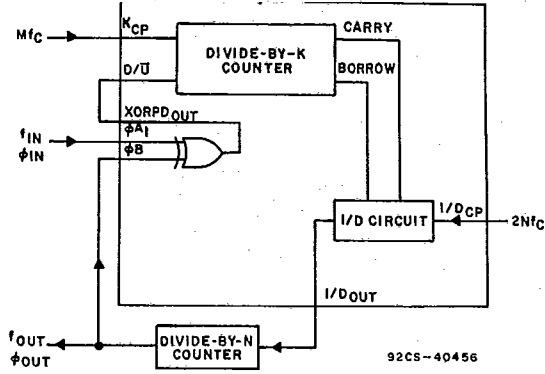 Mfc
KCP
D/U̅
DIVIDE-BY-K
COUNTER
CARRY
BORROW
XORPDOUT
ϕA1
fIN
ϕIN
ϕB
I/D CIRCUIT
I/DCP
2Nfc
I/DOUT
fOUT
ϕOUT
DIVIDE-BY-N
COUNTER
92CS-40456